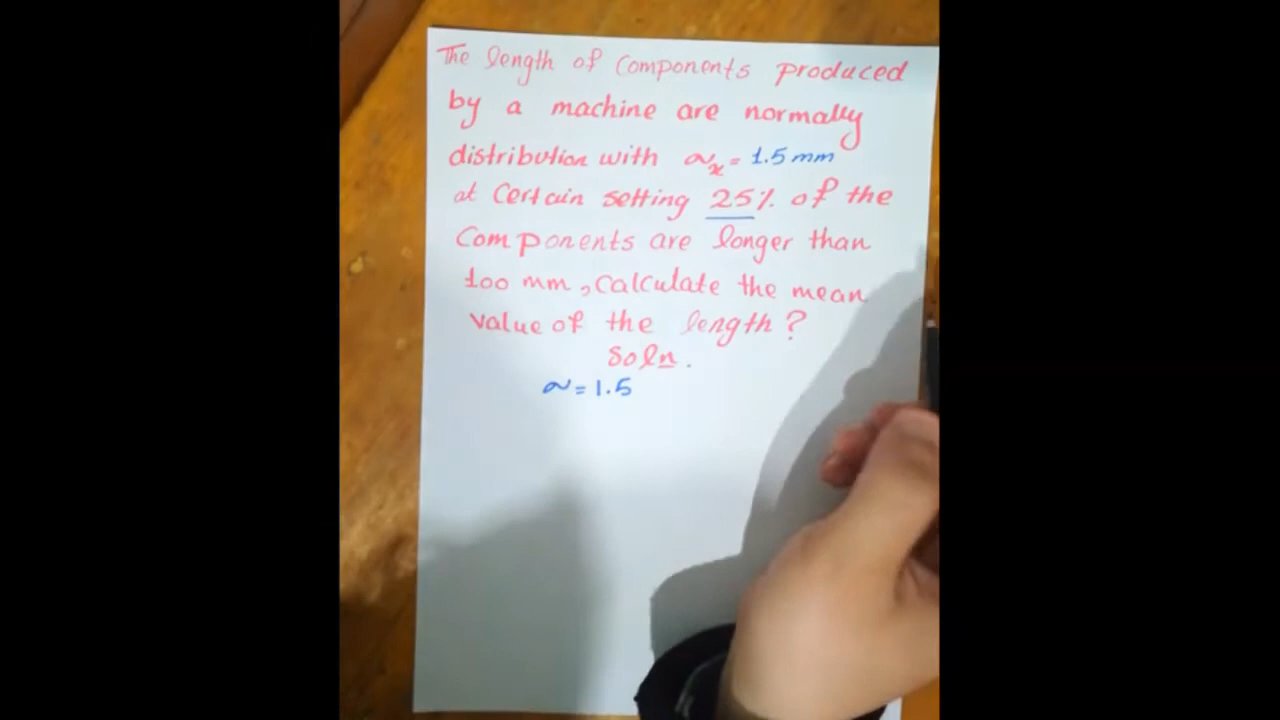 The length of components produced
by a machine are normally
distribution with σx = 1.5 mm
at certain setting 25% of the
components are longer than
100 mm, calculate the mean
value of the length?
Soln.
σ = 1.5